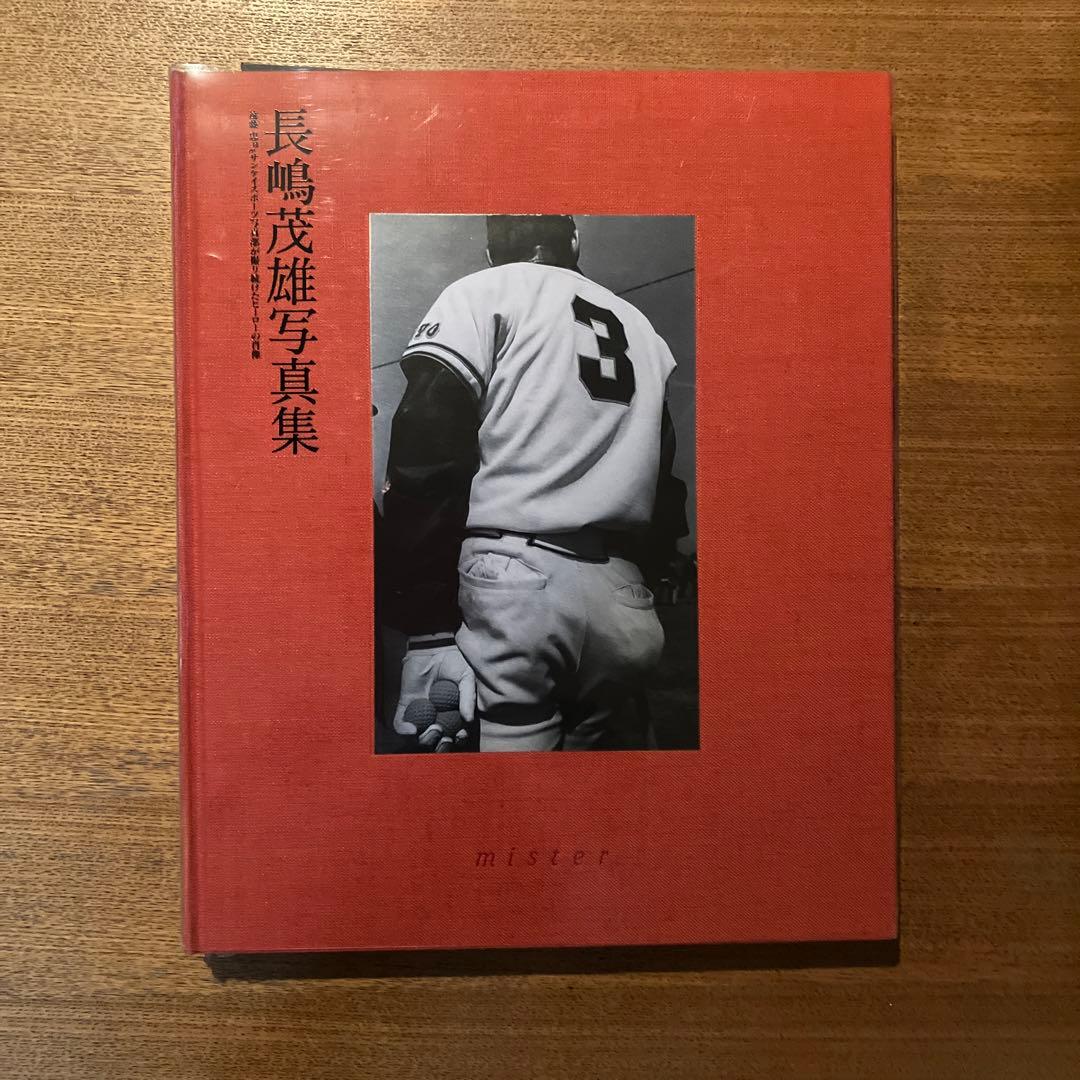 長嶋茂雄写真集
サンケイスポーツ写真部が撮り続けたヒーローの肖像
YO
3
mister